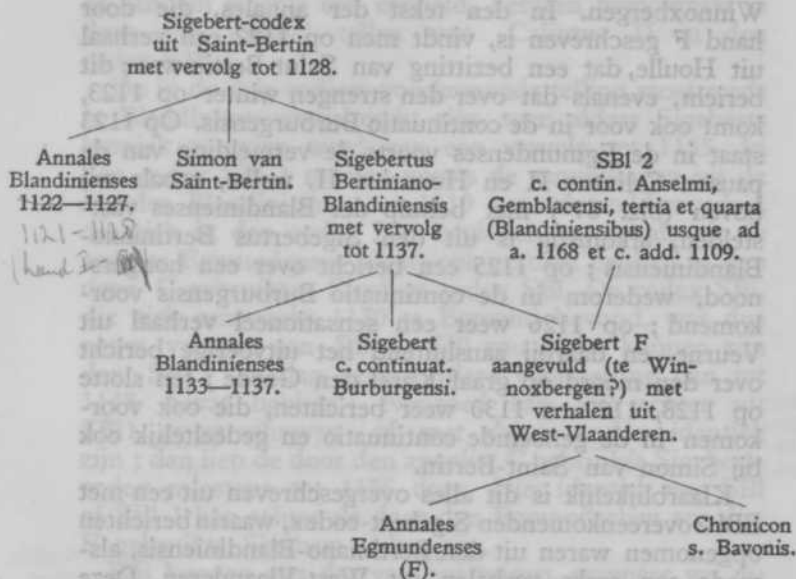 Sigebert-codex
uit Saint-Bertin
met vervolg tot 1128.
Annales
Blandinienses
1122—1127.
1121-1128
Simon van
Saint-Bertin.
Sigebertus
Bertiniano-
Blandiniensis
met vervolg
tot 1137.
SBl 2
c. contin. Anselmi,
Gemblacensi, tertia et quarta
(Blandiniensibus) usque ad
a. 1168 et c. add. 1109.
Annales
Blandinienses
1133—1137.
Sigebert
c. continuat.
Burburgensi.
Sigebert F
aangevuld (te Win-
noxbergen?) met
verhalen uit
West-Vlaanderen.
Annales
Egmundenses
(F).
Chronicon
s. Bavonis.